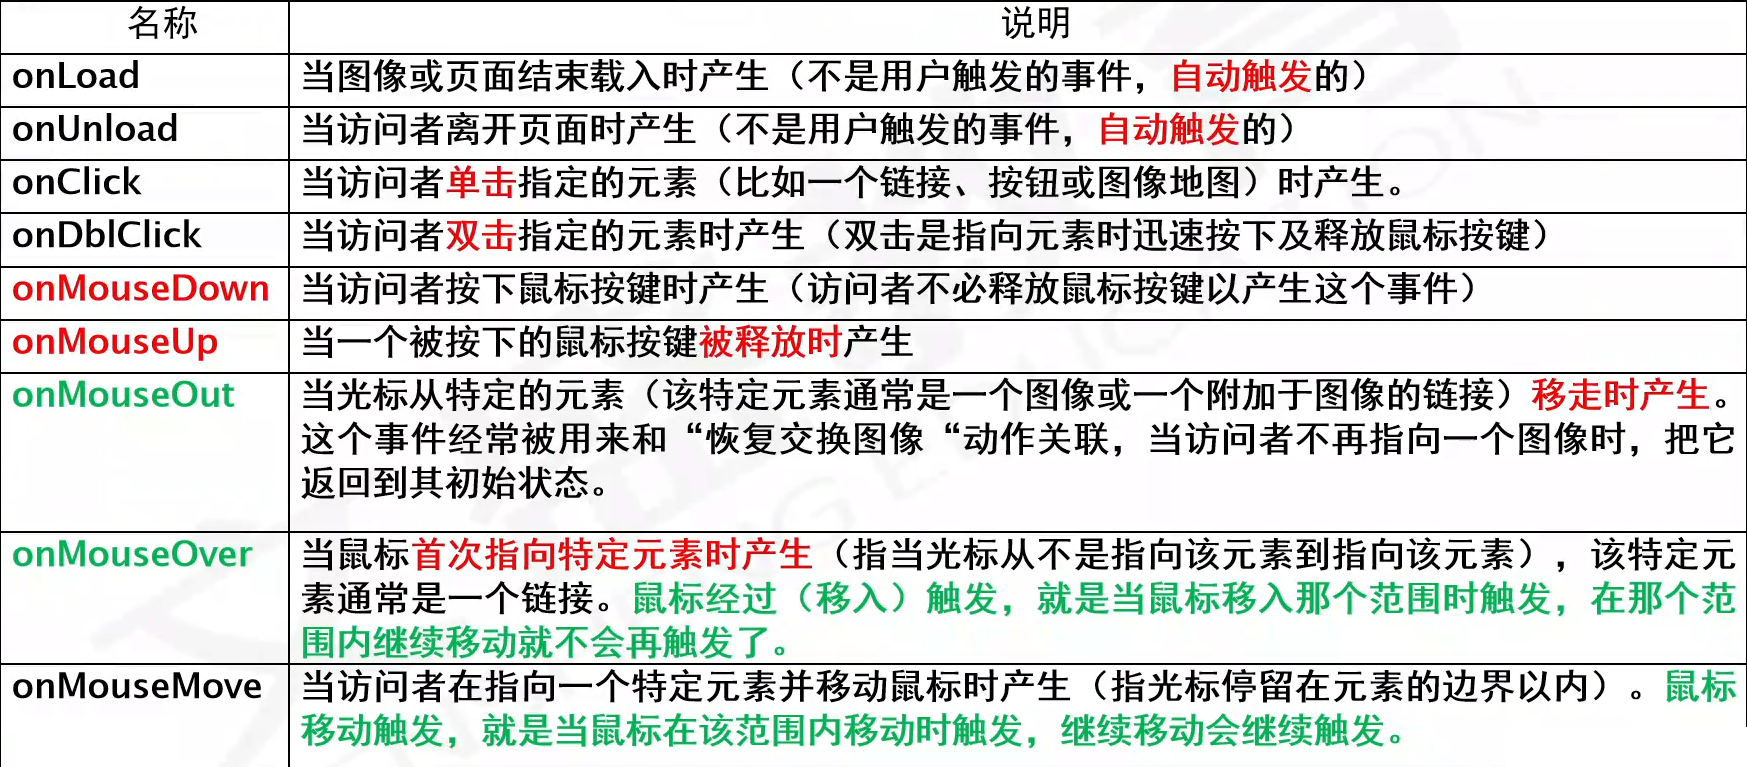 名称 说明
onLoad 当图像或页面结束载入时产生（不是用户触发的事件，自动触发的）
onUnload 当访问者离开页面时产生（不是用户触发的事件，自动触发的）
onClick 当访问者单击指定的元素（比如一个链接、按钮或图像地图）时产生。
onDblClick 当访问者双击指定的元素时产生（双击是指向元素时迅速按下及释放鼠标按键）
onMouseDown 当访问者按下鼠标按键时产生（访问者不必释放鼠标按键以产生这个事件）
onMouseUp 当一个被按下的鼠标按键被释放时产生
onMouseOut 当光标从特定的元素（该特定元素通常是一个图像或一个附加于图像的链接）移走时产生。
这个事件经常被用来和“恢复交换图像“动作关联，当访问者不再指向一个图像时，把它
返回到其初始状态。
onMouseOver 当鼠标首次指向特定元素时产生（指当光标从不是指向该元素到指向该元素），该特定元
素通常是一个链接。鼠标经过（移入）触发，就是当鼠标移入那个范围时触发，在那个范
围内继续移动就不会再触发了。
onMouseMove 当访问者在指向一个特定元素并移动鼠标时产生（指光标停留在元素的边界以内）。鼠标
移动触发，就是当鼠标在该范围内移动时触发，继续移动会继续触发。